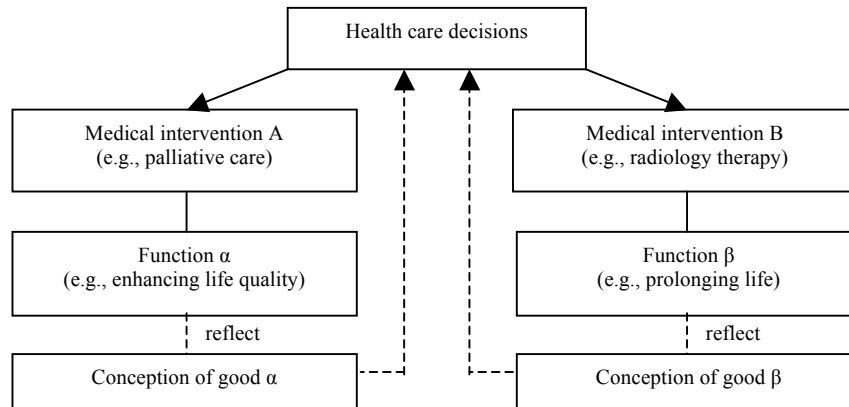 Health care decisions
Medical intervention A
(e.g., palliative care)
Medical intervention B
(e.g., radiology therapy)
Function α
(e.g., enhancing life quality)
Function β
(e.g., prolonging life)
reflect
reflect
Conception of good α
Conception of good β